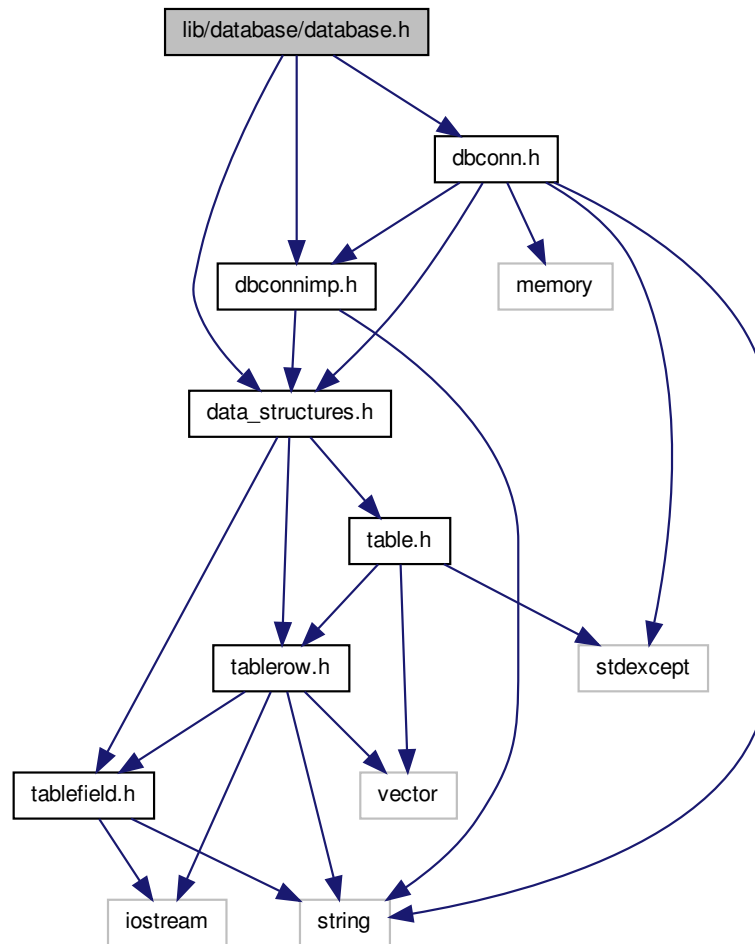 lib/database/database.h
dbconn.h
dbconnimp.h
memory
data_structures.h
table.h
tablerow.h
stdexcept
tablefield.h
vector
iostream
string